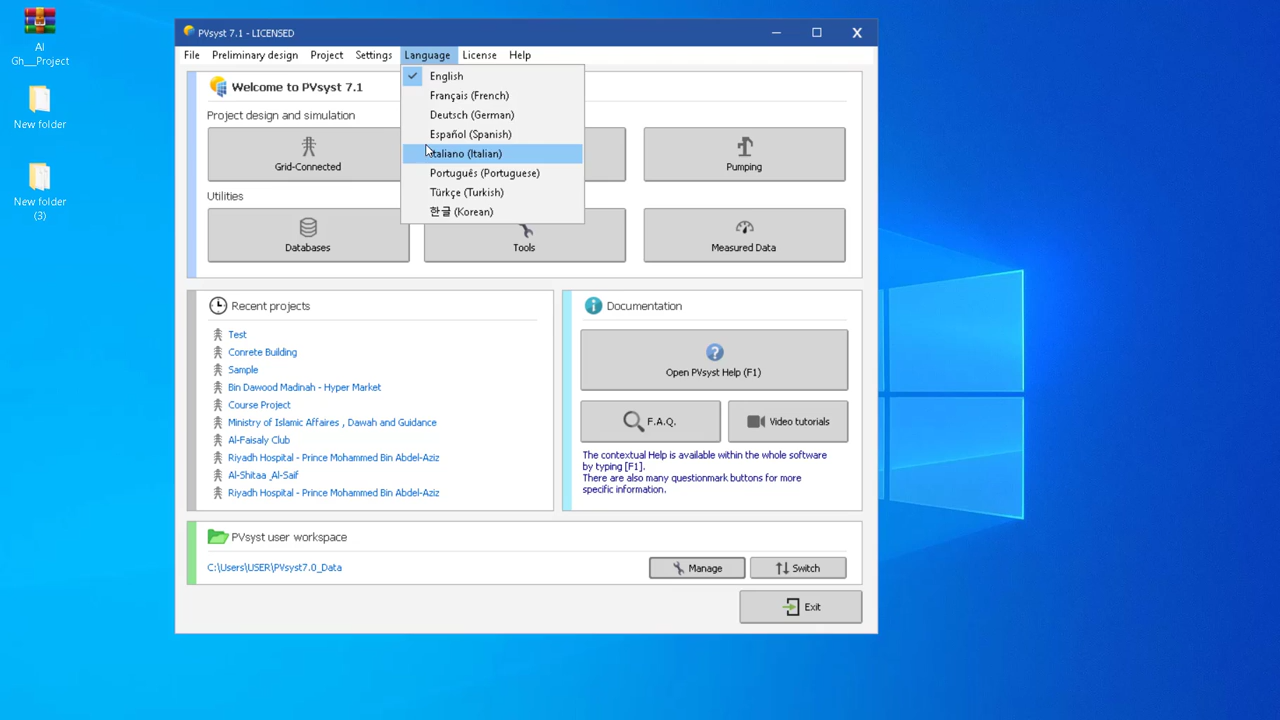 Al
Gh__Project
New folder
New folder
(3)
PVsyst 7.1 - LICENSED
File Preliminary design Project Settings Language License Help
English
Français (French)
Deutsch (German)
Español (Spanish)
Italiano (Italian)
Português (Portuguese)
Türkçe (Turkish)
한글 (Korean)
Welcome to PVsyst 7.1
Project design and simulation
Grid-Connected
Pumping
Utilities
Databases
Tools
Measured Data
Recent projects
Test
Conrete Building
Sample
Bin Dawood Madinah - Hyper Market
Course Project
Ministry of Islamic Affaires , Dawah and Guidance
Al-Faisaly Club
Riyadh Hospital - Prince Mohammed Bin Abdel-Aziz
Al-Shitaa ,Al-Saif
Riyadh Hospital - Prince Mohammed Bin Abdel-Aziz
Documentation
Open PVsyst Help (F1)
F.A.Q.
Video tutorials
The contextual Help is available within the whole software
by typing [F1].
There are also many questionmark buttons for more
specific information.
PVsyst user workspace
C:\Users\USER\PVsyst7.0_Data
Manage
Switch
Exit